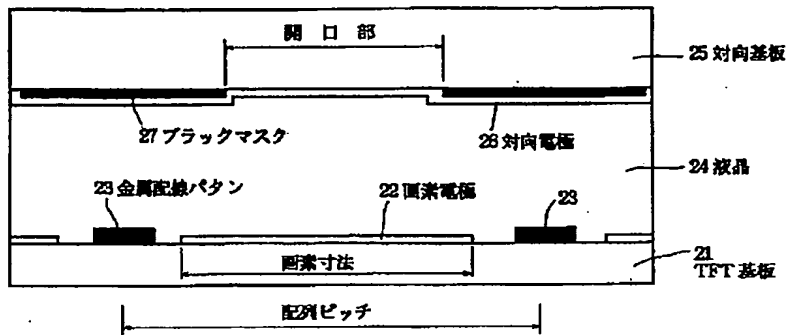 開口部
25 対向基板
27 ブラックマスク
26 対向電極
24 液晶
23 金属配線パタン
22 画素電極
23
画素寸法
21
TFT 基板
配列ピッチ